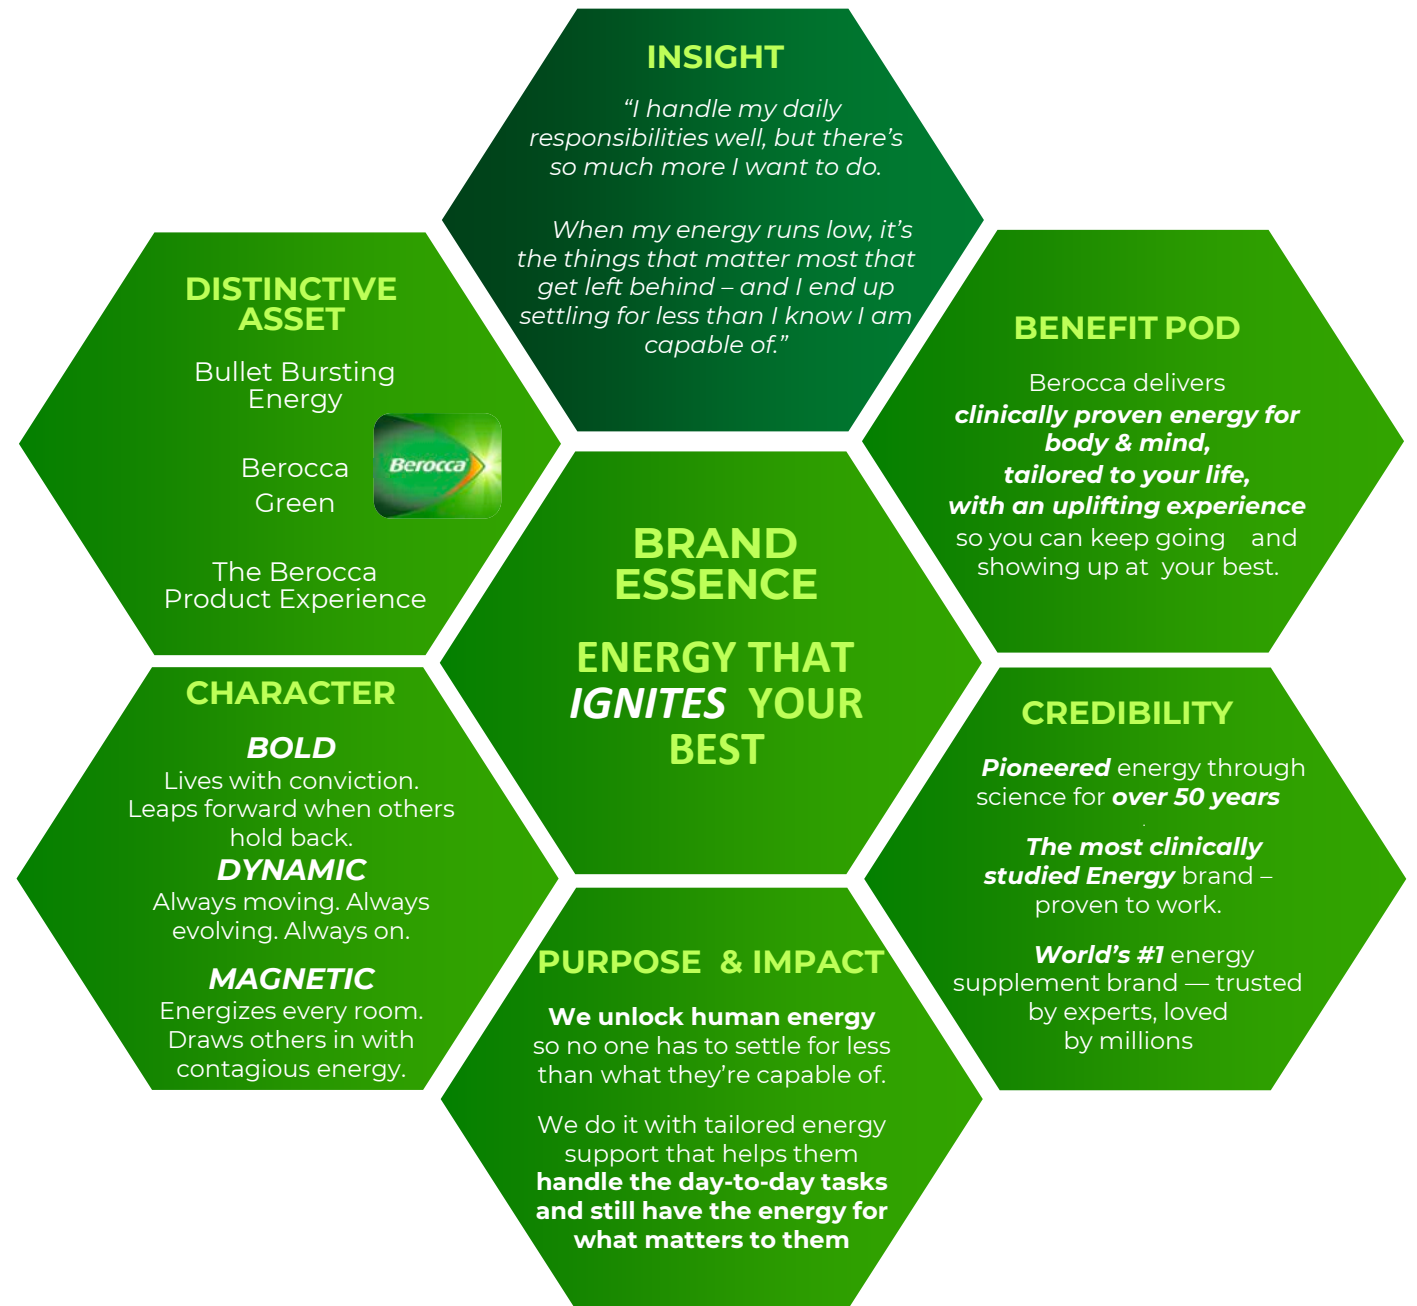 INSIGHT
“I handle my daily
responsibilities well, but there’s
so much more I want to do.
When my energy runs low, it’s
the things that matter most that
get left behind – and I end up
settling for less than I know I am
capable of.”
DISTINCTIVE
ASSET
Bullet Bursting
Energy
Berocca
Green
Berocca
The Berocca
Product Experience
BENEFIT POD
Berocca delivers
clinically proven energy for
body & mind,
tailored to your life,
with an uplifting experience
so you can keep going and
showing up at your best.
BRAND
ESSENCE
ENERGY THAT
IGNITES YOUR
BEST
CHARACTER
BOLD
Lives with conviction.
Leaps forward when others
hold back.
DYNAMIC
Always moving. Always
evolving. Always on.
MAGNETIC
Energizes every room.
Draws others in with
contagious energy.
CREDIBILITY
Pioneered energy through
science for over 50 years
.
The most clinically
studied Energy brand –
proven to work.
World’s #1 energy
supplement brand — trusted
by experts, loved
by millions
PURPOSE & IMPACT
We unlock human energy
so no one has to settle for less
than what they’re capable of.
We do it with tailored energy
support that helps them
handle the day-to-day tasks
and still have the energy for
what matters to them